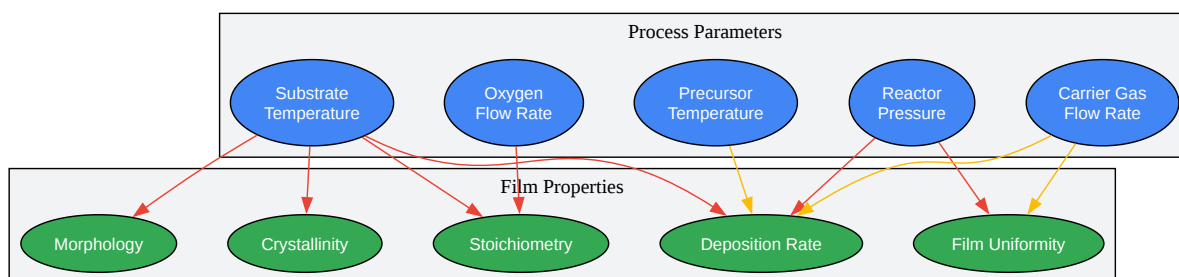 Process Parameters
Substrate
Temperature
Oxygen
Flow Rate
Precursor
Temperature
Reactor
Pressure
Carrier Gas
Flow Rate
Film Properties
Morphology
Crystallinity
Stoichiometry
Deposition Rate
Film Uniformity